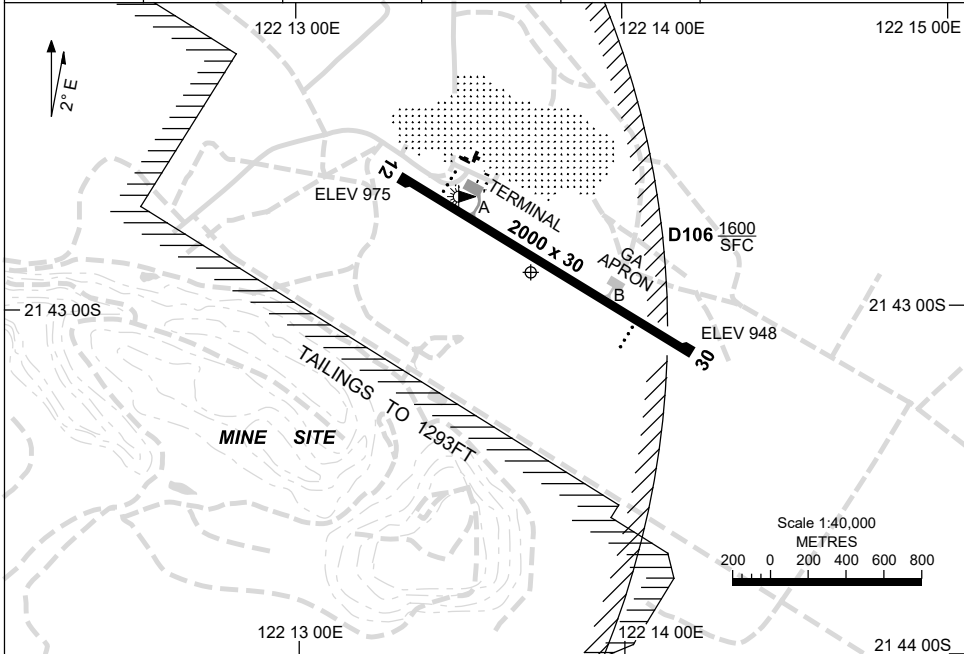 122 13 00E
122 14 00E
122 15 00E
2° E
12
ELEV 975
TERMINAL
A
2000 x 30
D106 1600
SFC
GA
APRON
B
21 43 00S
21 43 00S
ELEV 948
30
TAILINGS TO 1293FT
MINE SITE
Scale 1:40,000
METRES
200 0 200 400 600 800
122 13 00E
122 14 00E
21 44 00S